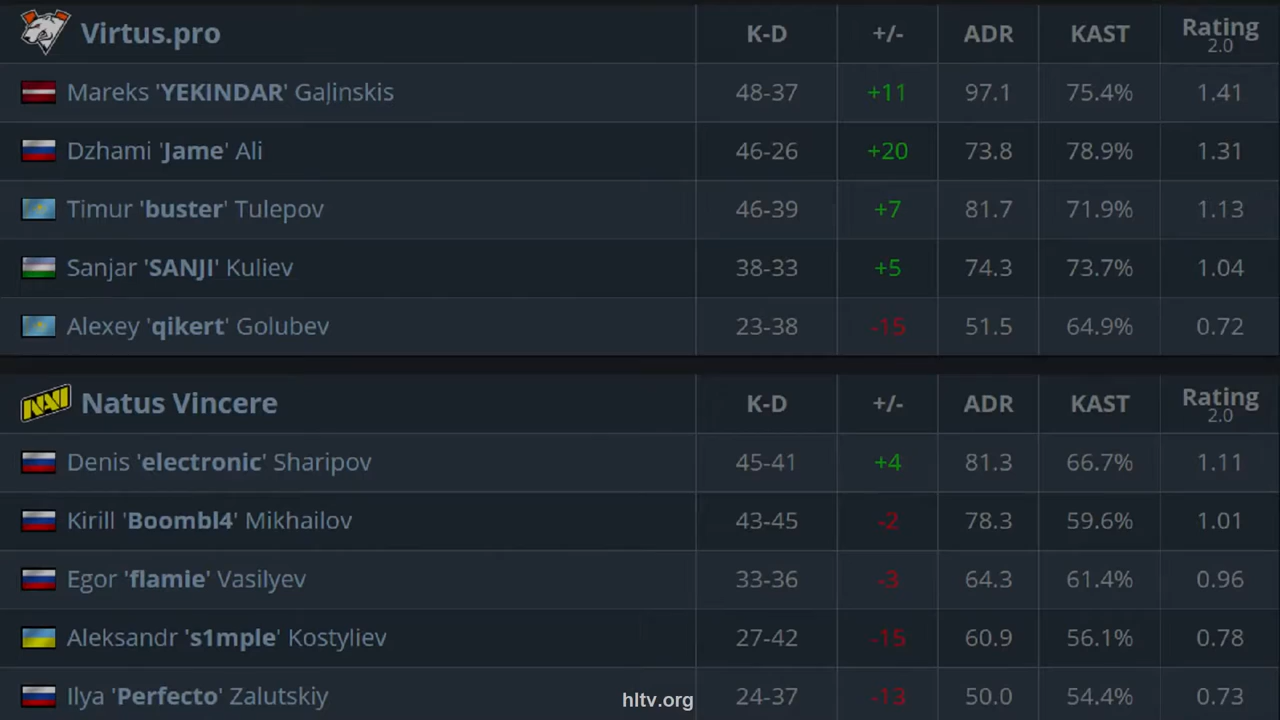 Virtus.pro K-D +/- ADR KAST Rating 2.0
Mareks 'YEKINDAR' Gaļinskis 48-37 +11 97.1 75.4% 1.41
Dzhami 'Jame' Ali 46-26 +20 73.8 78.9% 1.31
Timur 'buster' Tulepov 46-39 +7 81.7 71.9% 1.13
Sanjar 'SANJI' Kuliev 38-33 +5 74.3 73.7% 1.04
Alexey 'qikert' Golubev 23-38 -15 51.5 64.9% 0.72
NAVI Natus Vincere K-D +/- ADR KAST Rating 2.0
Denis 'electronic' Sharipov 45-41 +4 81.3 66.7% 1.11
Kirill 'Boombl4' Mikhailov 43-45 -2 78.3 59.6% 1.01
Egor 'flamie' Vasilyev 33-36 -3 64.3 61.4% 0.96
Aleksandr 's1mple' Kostyliev 27-42 -15 60.9 56.1% 0.78
Ilya 'Perfecto' Zalutskiy 24-37 -13 50.0 54.4% 0.73
hltv.org